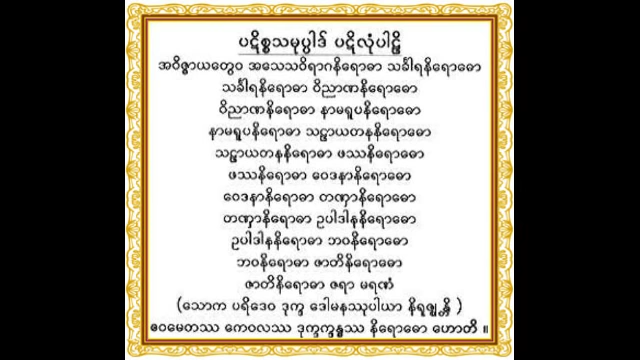 ပဋိစ္စသမုပ္ပါဒ် ပဋိလုံပါဠိ
အဝိဇ္ဇာယတွေဝ အသေသဝိရာဂနိရောဓာ သင်္ခါရနိရောဓော
သင်္ခါရနိရောဓာ ဝိညာဏနိရောဓော
ဝိညာဏနိရောဓာ နာမရူပနိရောဓော
နာမရူပနိရောဓာ သဠာယတနနိရောဓော
သဠာယတနနိရောဓာ ဖဿနိရောဓော
ဖဿနိရောဓာ ဝေဒနာနိရောဓော
ဝေဒနာနိရောဓာ တဏှာနိရောဓော
တဏှာနိရောဓာ ဥပါဒါနနိရောဓော
ဥပါဒါနနိရောဓာ ဘဝနိရောဓော
ဘဝနိရောဓာ ဇာတိနိရောဓော
ဇာတိနိရောဓာ ဇရာ မရဏံ
(သောက ပရိဒေဝ ဒုက္ခ ဒေါမနဿုပါယာ နိရုဇ္ဈန္တိ )
ဧဝမေတဿ ကေဝလဿ ဒုက္ခက္ခန္ဓဿ နိရောဓော ဟောတိ ။